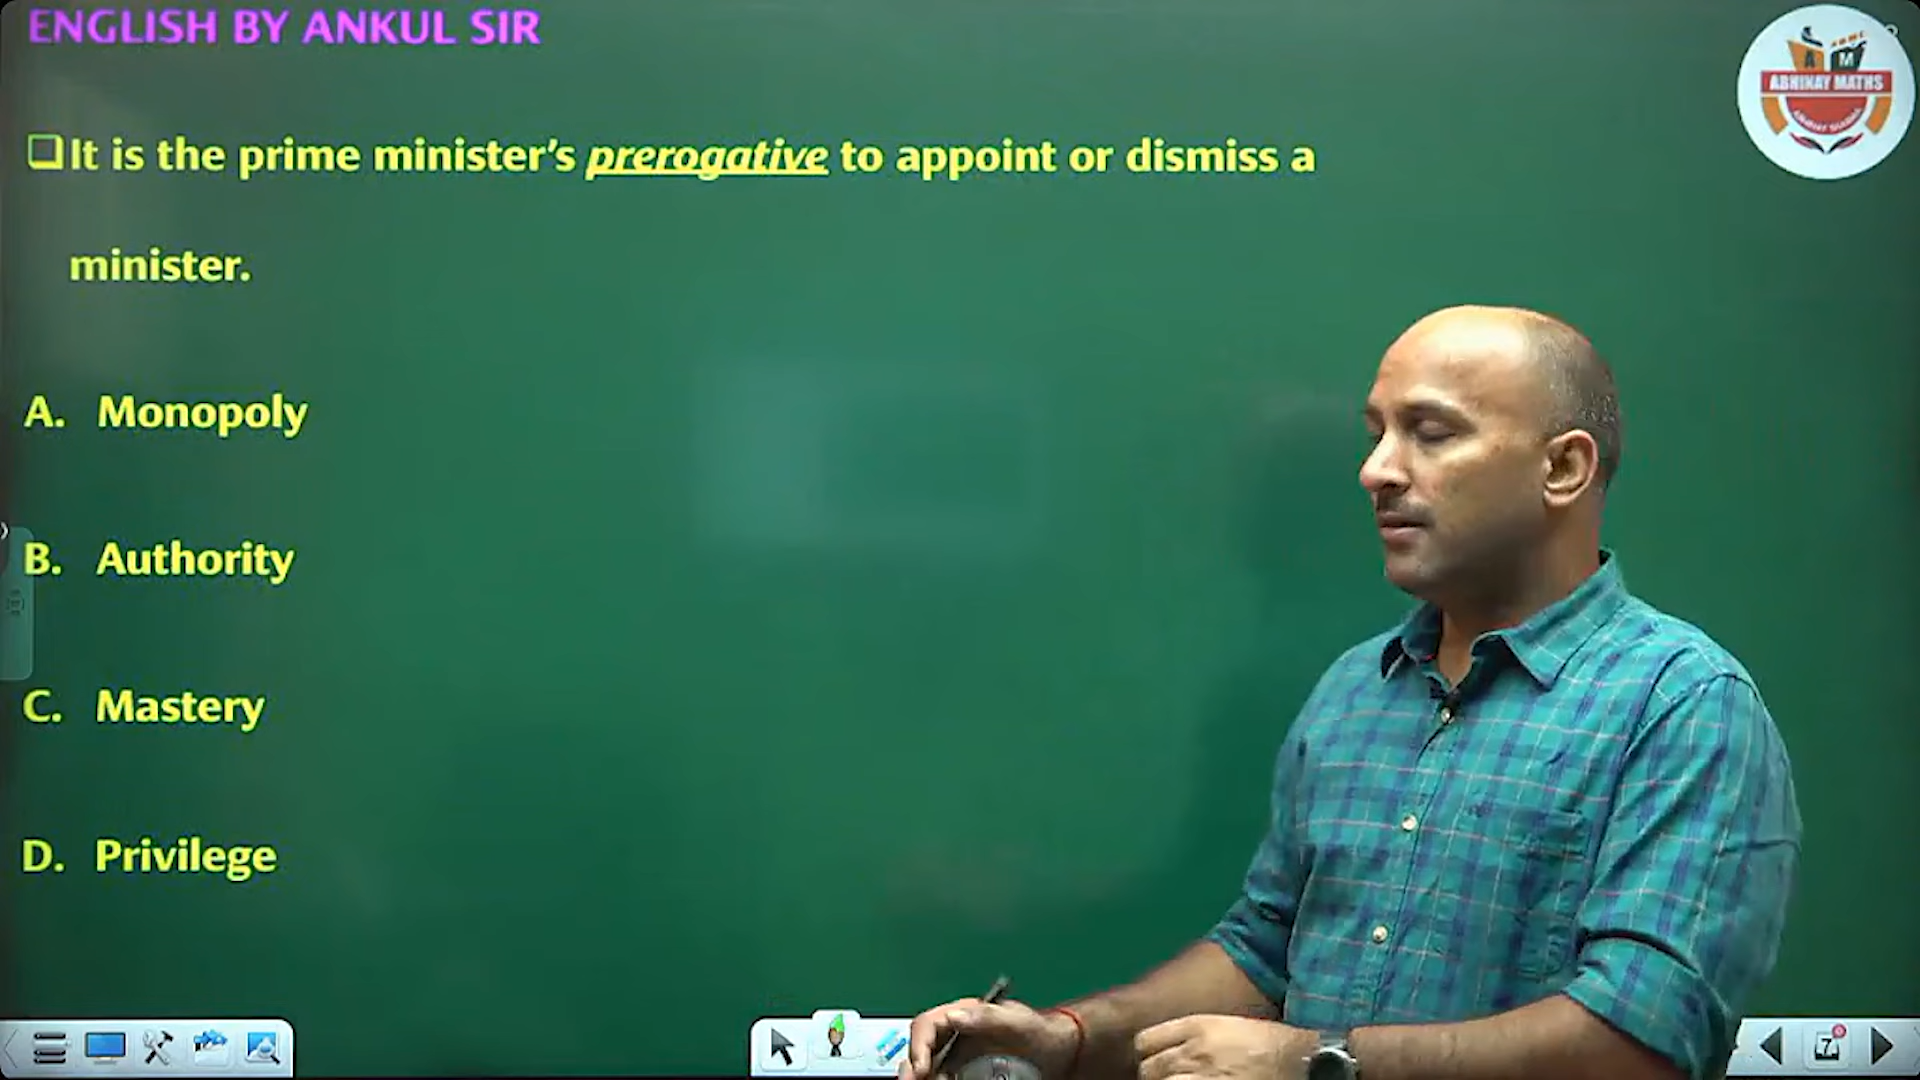 ENGLISH BY ANKUL SIR
It is the prime minister's prerogative to appoint or dismiss a
minister.
A. Monopoly
B. Authority
C. Mastery
D. Privilege
A M
ABHINAY MATHS
7